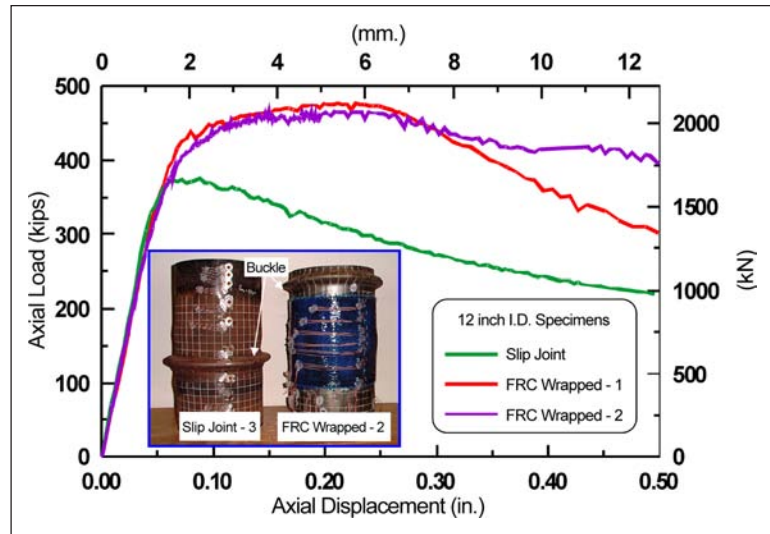 (mm.)
0 2 4 6 8 10 12
500
400
300
200
100
0
Axial Load (kips)
2000
1500
1000
500
0
(kN)
Buckle
Slip Joint - 3
FRC Wrapped - 2
12 inch I.D. Specimens
Slip Joint
FRC Wrapped - 1
FRC Wrapped - 2
0.00 0.10 0.20 0.30 0.40 0.50
Axial Displacement (in.)